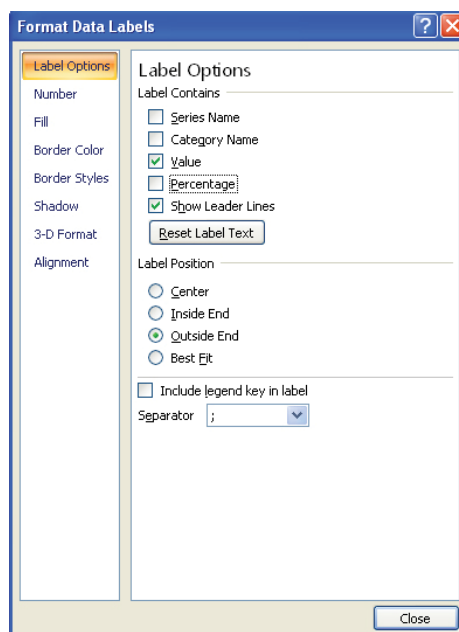 Format Data Labels
Label Options
Number
Fill
Border Color
Border Styles
Shadow
3-D Format
Alignment
Label Options
Label Contains
Series Name
Category Name
Value
Percentage
Show Leader Lines
Reset Label Text
Label Position
Center
Inside End
Outside End
Best Fit
Include legend key in label
Separator ;
Close